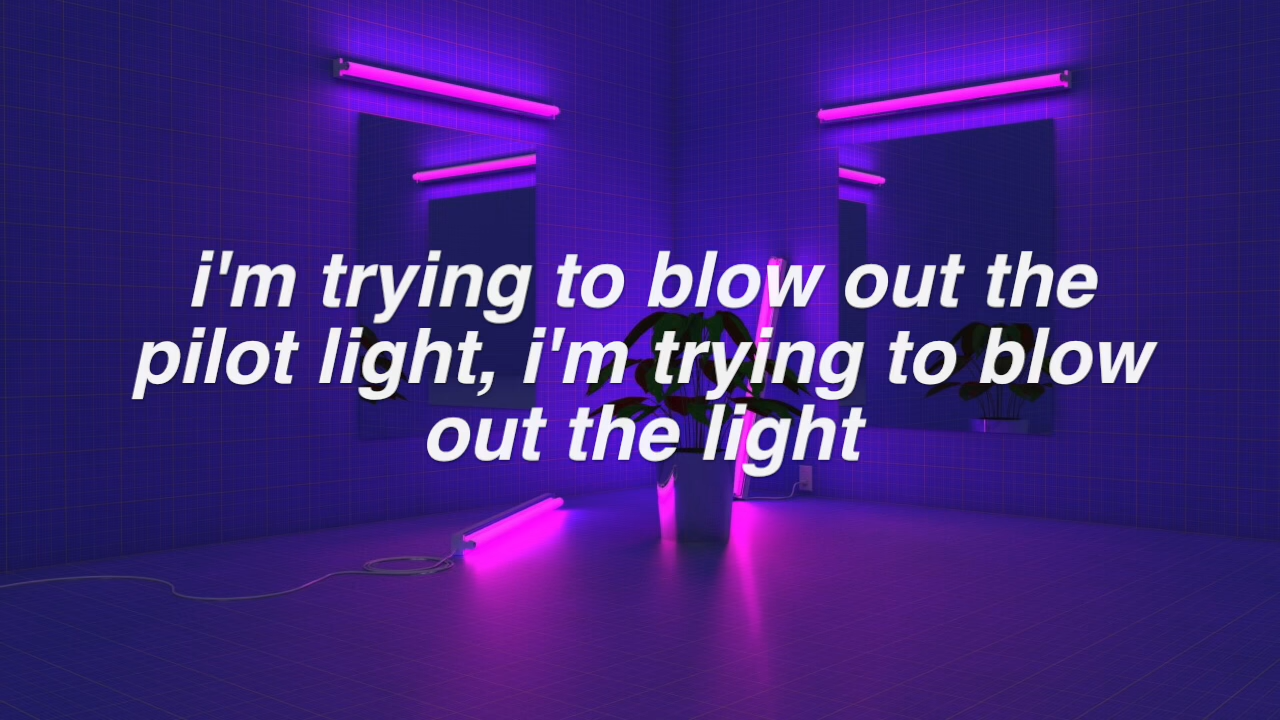 i'm trying to blow out the
pilot light, i'm trying to blow
out the light